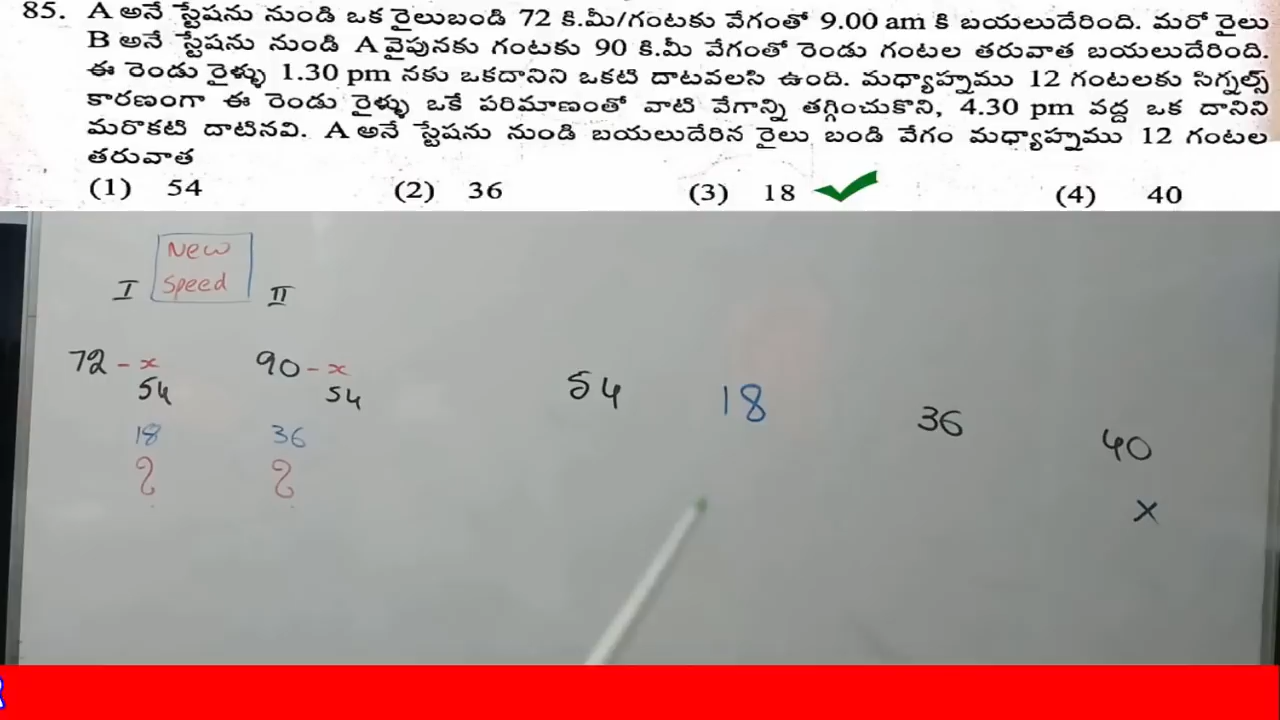 85. A అనే స్టేషను నుండి ఒక రైలుబండి 72 కి.మీ/గంటకు వేగంతో 9.00 am కి బయలుదేరింది. మరో రైలు
B అనే స్టేషను నుండి A వైపునకు గంటకు 90 కి.మీ వేగంతో రెండు గంటల తరువాత బయలుదేరింది.
ఈ రెండు రైళ్ళు 1.30 pm నకు ఒకదానిని ఒకటి దాటవలసి ఉంది. మధ్యాహ్నము 12 గంటలకు సిగ్నల్స్
కారణంగా ఈ రెండు రైళ్ళు ఒకే పరిమాణంతో వాటి వేగాన్ని తగ్గించుకొని, 4.30 pm వద్ద ఒక దానిని
మరొకటి దాటినవి. A అనే స్టేషను నుండి బయలుదేరిన రైలు బండి వేగం మధ్యాహ్నము 12 గంటల
తరువాత
(1) 54 (2) 36 (3) 18 (4) 40
New
Speed
I II
72 - x 90 - x
54 54
18 36
? ?
54 18 36 40
x